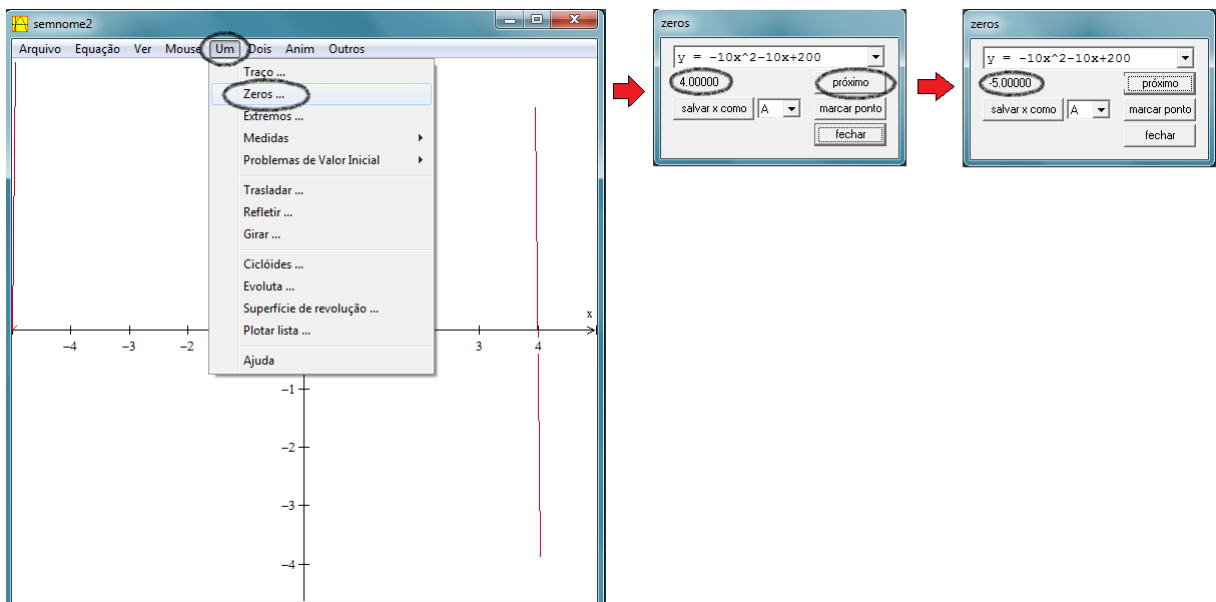 semnome2
Arquivo Equação Ver Mouse Um Dois Anim Outros
Traço ...
Zeros ...
Extremos ...
Medidas
Problemas de Valor Inicial
Trasladar ...
Refletir ...
Girar ...
Ciclóides ...
Evoluta ...
Superfície de revolução ...
Plotar lista ...
Ajuda
x
−4 −3 −2 3 4
−1
−2
−3
−4
zeros
y = -10x^2-10x+200
4.00000 próximo
salvar x como A marcar ponto
fechar
zeros
y = -10x^2-10x+200
-5.00000 próximo
salvar x como A marcar ponto
fechar